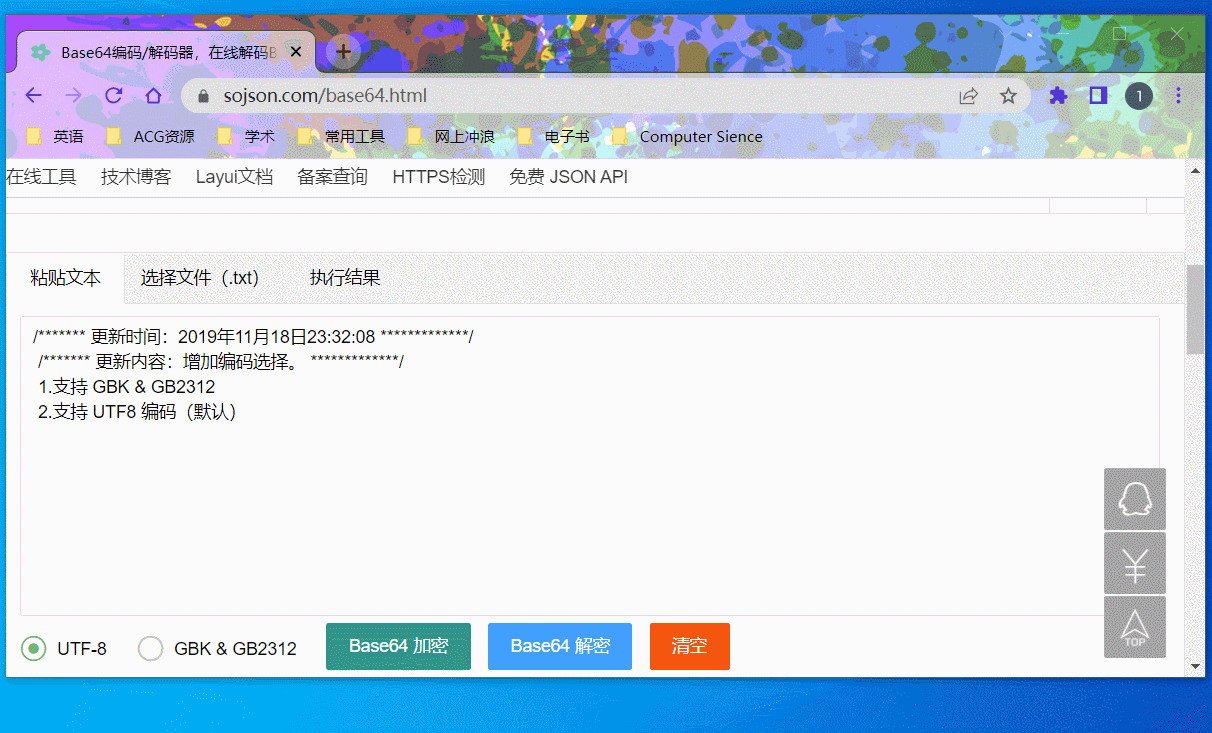 Base64编码/解码器，在线解码B
sojson.com/base64.html
1
英语 ACG资源 学术 常用工具 网上冲浪 电子书 Computer Sience
在线工具 技术博客 Layui文档 备案查询 HTTPS检测 免费 JSON API
粘贴文本 选择文件（.txt） 执行结果
/******* 更新时间：2019年11月18日23:32:08 *************/
/******* 更新内容：增加编码选择。 *************/
1.支持 GBK & GB2312
2.支持 UTF8 编码（默认）
TOP
UTF-8 GBK & GB2312 Base64 加密 Base64 解密 清空